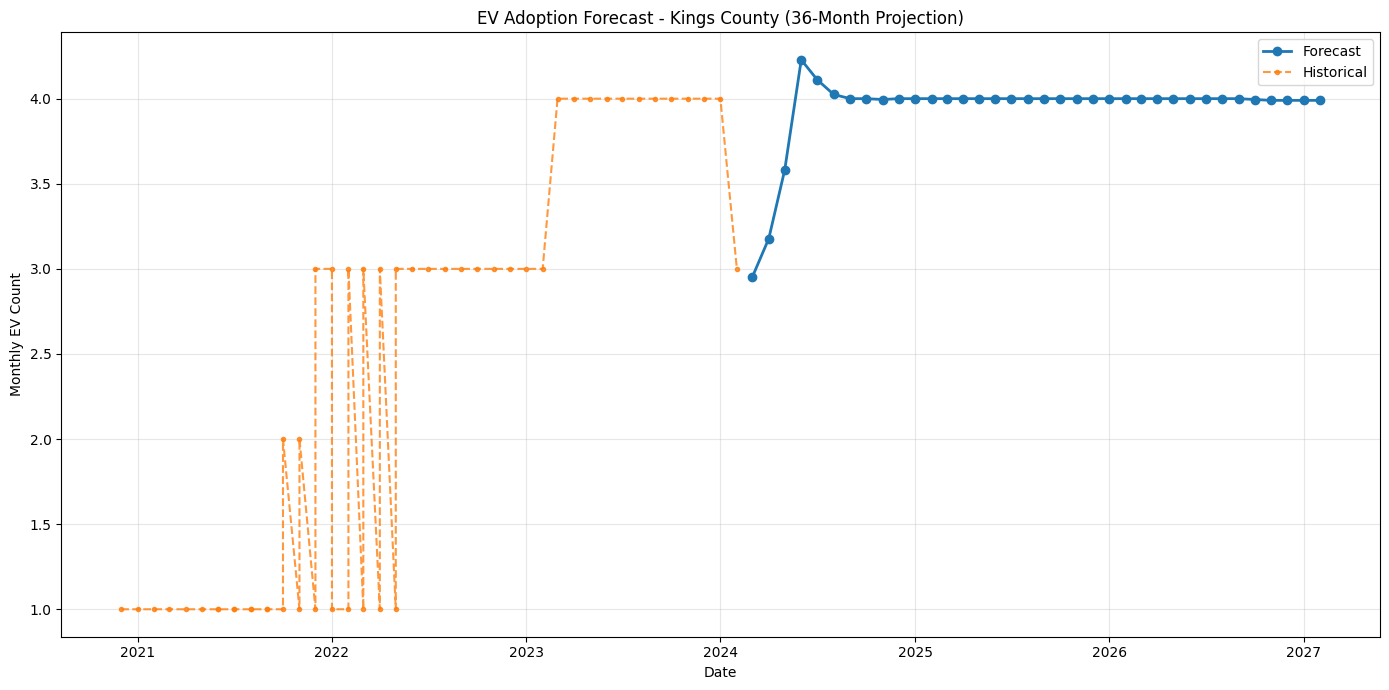 EV Adoption Forecast - Kings County (36-Month Projection)
Forecast
Historical
Monthly EV Count
4.0
3.5
3.0
2.5
2.0
1.5
1.0
2021
2022
2023
2024
2025
2026
2027
Date